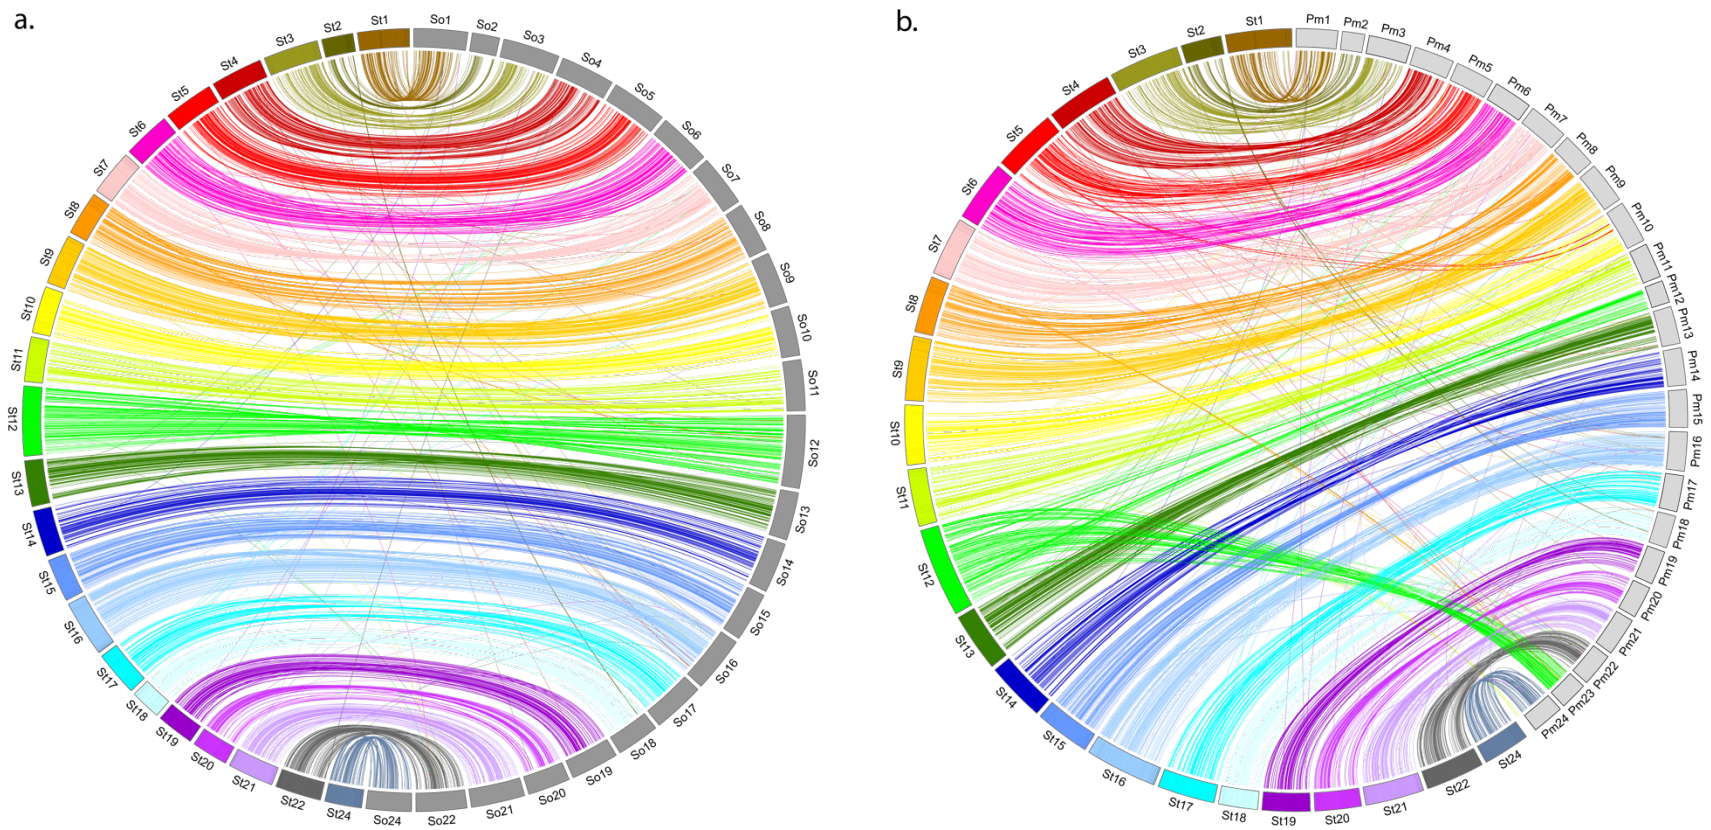 a.
St1
St2
St3
St4
St5
St6
St7
St8
St9
St10
St11
St12
St13
St14
St15
St16
St17
St18
St19
St20
St21
St22
St24
So1
So2
So3
So4
So5
So6
So7
So8
So9
So10
So11
So12
So13
So14
So15
So16
So17
So18
So19
So20
So21
So22
So24
b.
St1
St2
St3
St4
St5
St6
St7
St8
St9
St10
St11
St12
St13
St14
St15
St16
St17
St18
St19
St20
St21
St22
St24
Pm1
Pm2
Pm3
Pm4
Pm5
Pm6
Pm7
Pm8
Pm9
Pm10
Pm11
Pm12
Pm13
Pm14
Pm15
Pm16
Pm17
Pm18
Pm19
Pm20
Pm21
Pm22
Pm23
Pm24